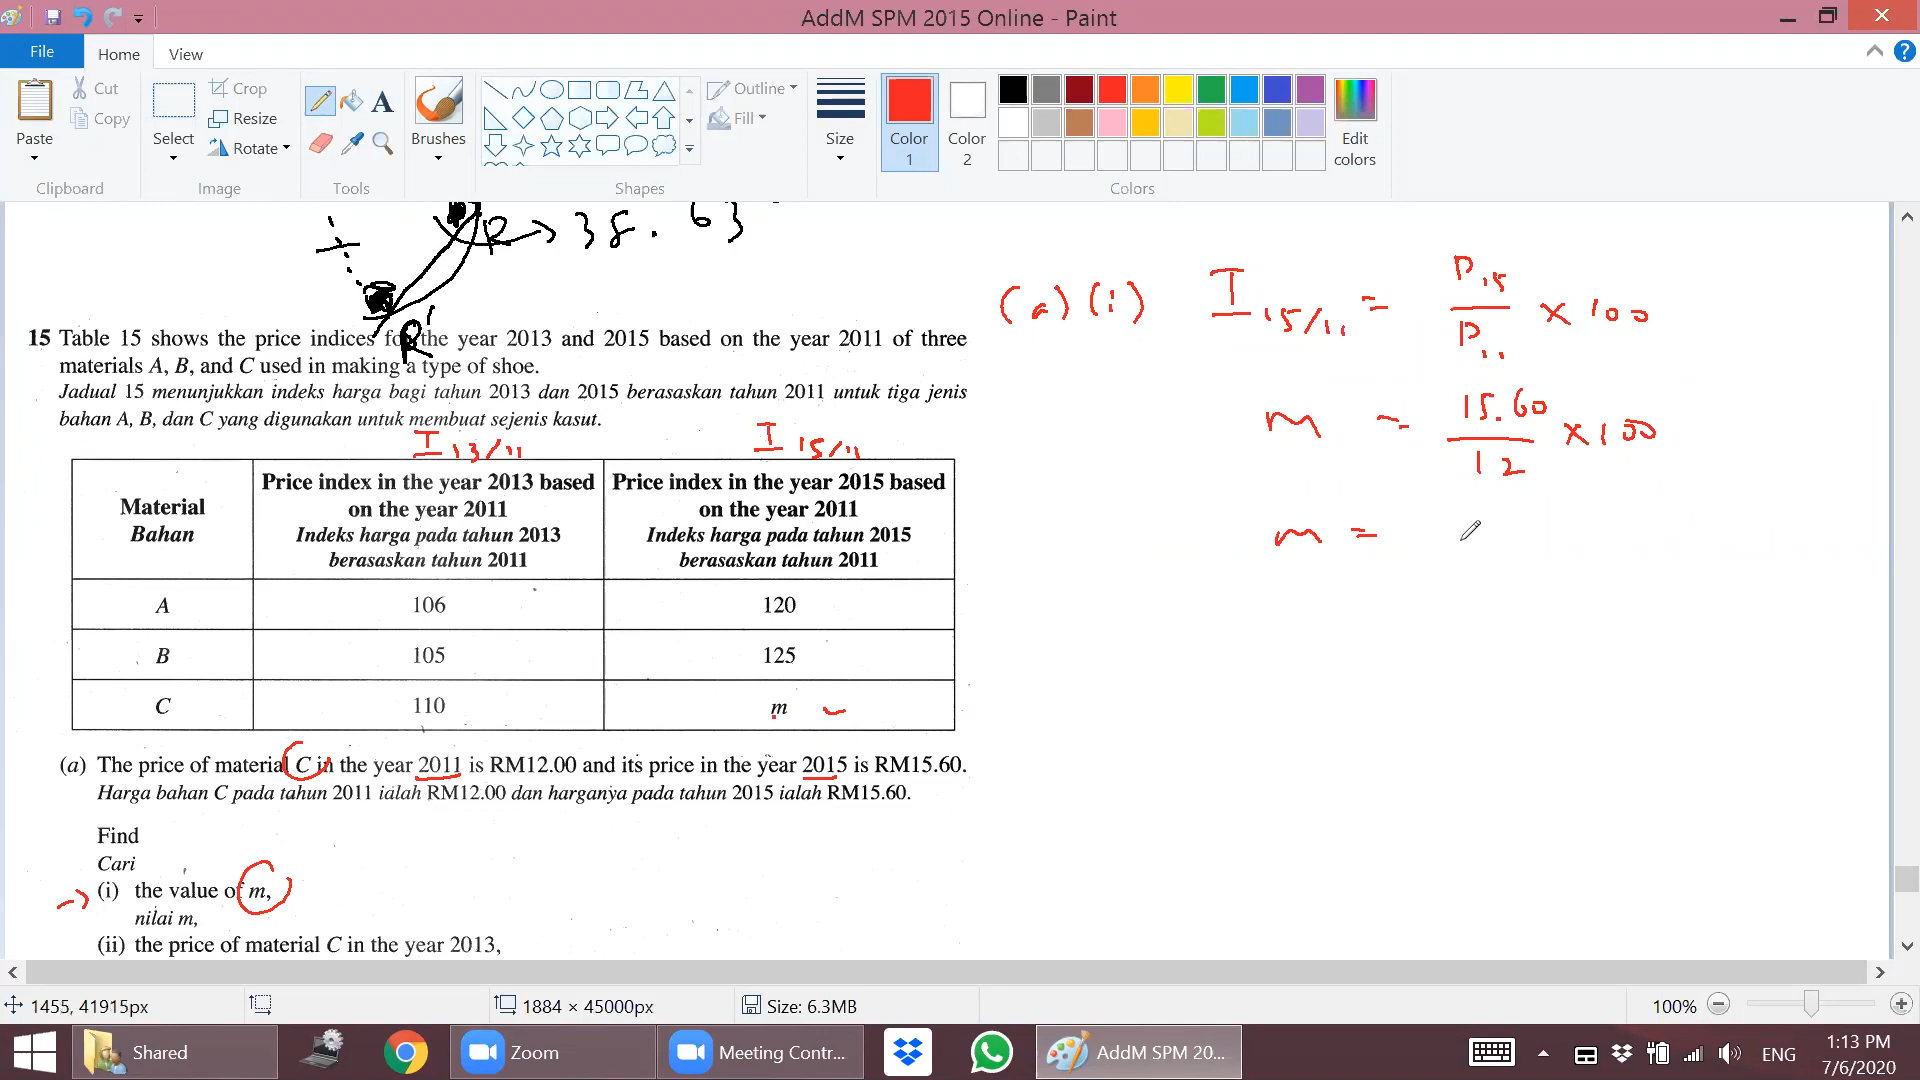 AddM SPM 2015 Online - Paint
File
Home
View
Paste
Cut
Copy
Clipboard
Select
Crop
Resize
Rotate
Image
Tools
Brushes
Outline
Fill
Shapes
Size
Color 1
Color 2
Edit colors
Colors
R → 38.63
R'
15 Table 15 shows the price indices for the year 2013 and 2015 based on the year 2011 of three
materials A, B, and C used in making a type of shoe.
Jadual 15 menunjukkan indeks harga bagi tahun 2013 dan 2015 berasaskan tahun 2011 untuk tiga jenis
bahan A, B, dan C yang digunakan untuk membuat sejenis kasut.
I 13/11
I 15/11
Material
Bahan
Price index in the year 2013 based
on the year 2011
Indeks harga pada tahun 2013
berasaskan tahun 2011
Price index in the year 2015 based
on the year 2011
Indeks harga pada tahun 2015
berasaskan tahun 2011
A 106 120
B 105 125
C 110 m
(a) The price of material C in the year 2011 is RM12.00 and its price in the year 2015 is RM15.60.
Harga bahan C pada tahun 2011 ialah RM12.00 dan harganya pada tahun 2015 ialah RM15.60.
Find
Cari
(i) the value of m,
nilai m,
(ii) the price of material C in the year 2013,
(a)(i) I 15/11 = P15 / P11 × 100
m = 15.60 / 12 × 100
m =
1455, 41915px
1884 × 45000px
Size: 6.3MB
100%
Shared
Zoom
Meeting Contr...
AddM SPM 20...
ENG
1:13 PM
7/6/2020